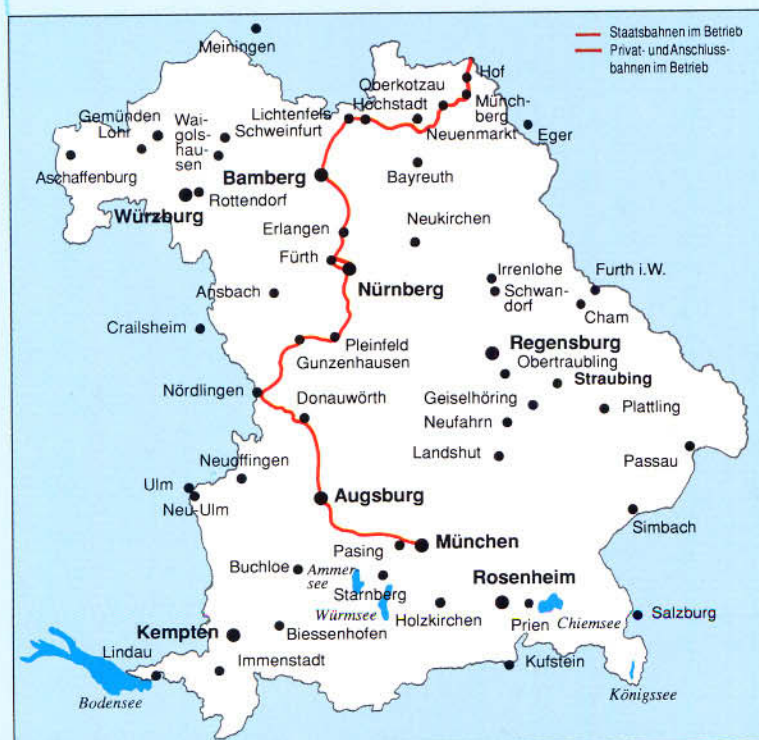 Staatsbahnen im Betrieb
Privat- und Anschluss-
bahnen im Betrieb
Meiningen
Hof
Oberkotzau
Höchstadt
Münch-
berg
Lichtenfels
Neuenmarkt
Eger
Gemünden
Lohr
Wai-
gols-
hau-
sen
Schweinfurt
Aschaffenburg
Bamberg
Bayreuth
Würzburg
Rottendorf
Erlangen
Neukirchen
Fürth
Nürnberg
Irrenlohe
Schwan-
dorf
Furth i.W.
Cham
Ansbach
Crailsheim
Pleinfeld
Gunzenhausen
Regensburg
Obertraubling
Straubing
Nördlingen
Donauwörth
Geiselhöring
Plattling
Neufahrn
Landshut
Passau
Neuoffingen
Ulm
Neu-Ulm
Augsburg
Simbach
Pasing
München
Buchloe
Ammer-
see
Starnberg
Würmsee
Rosenheim
Holzkirchen
Prien
Chiemsee
Salzburg
Kempten
Biessenhofen
Lindau
Immenstadt
Kufstein
Bodensee
Königssee